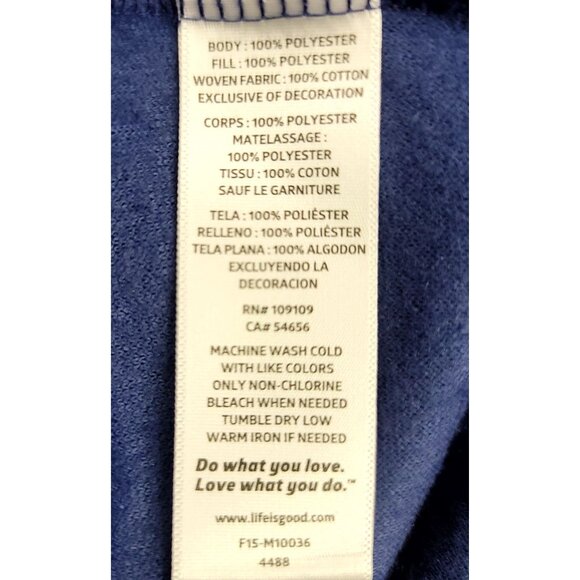 BODY : 100% POLYESTER
FILL : 100% POLYESTER
WOVEN FABRIC : 100% COTTON
EXCLUSIVE OF DECORATION
CORPS : 100% POLYESTER
MATELASSAGE :
100% POLYESTER
TISSU : 100% COTON
SAUF LE GARNITURE
TELA : 100% POLIÉSTER
RELLENO : 100% POLIÉSTER
TELA PLANA : 100% ALGODON
EXCLUYENDO LA
DECORACION
RN# 109109
CA# 54656
MACHINE WASH COLD
WITH LIKE COLORS
ONLY NON-CHLORINE
BLEACH WHEN NEEDED
TUMBLE DRY LOW
WARM IRON IF NEEDED
Do what you love.
Love what you do.™
www.lifeisgood.com
F15-M10036
4488